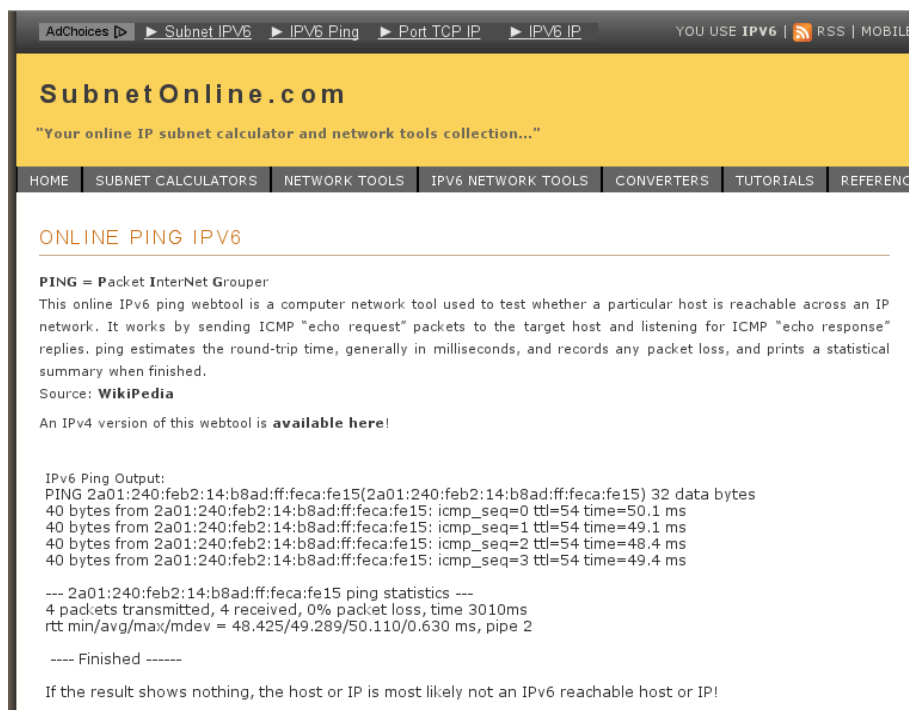 AdChoices ▶ Subnet IPV6 ▶ IPV6 Ping ▶ Port TCP IP ▶ IPV6 IP YOU USE IPV6 | RSS | MOBILE
SubnetOnline.com
"Your online IP subnet calculator and network tools collection..."
HOME SUBNET CALCULATORS NETWORK TOOLS IPV6 NETWORK TOOLS CONVERTERS TUTORIALS REFERENC
ONLINE PING IPV6
PING = Packet InterNet Grouper
This online IPv6 ping webtool is a computer network tool used to test whether a particular host is reachable across an IP
network. It works by sending ICMP “echo request” packets to the target host and listening for ICMP “echo response”
replies. ping estimates the round-trip time, generally in milliseconds, and records any packet loss, and prints a statistical
summary when finished.
Source: WikiPedia
An IPv4 version of this webtool is available here!
IPv6 Ping Output:
PING 2a01:240:feb2:14:b8ad:ff:feca:fe15(2a01:240:feb2:14:b8ad:ff:feca:fe15) 32 data bytes
40 bytes from 2a01:240:feb2:14:b8ad:ff:feca:fe15: icmp_seq=0 ttl=54 time=50.1 ms
40 bytes from 2a01:240:feb2:14:b8ad:ff:feca:fe15: icmp_seq=1 ttl=54 time=49.1 ms
40 bytes from 2a01:240:feb2:14:b8ad:ff:feca:fe15: icmp_seq=2 ttl=54 time=48.4 ms
40 bytes from 2a01:240:feb2:14:b8ad:ff:feca:fe15: icmp_seq=3 ttl=54 time=49.4 ms
--- 2a01:240:feb2:14:b8ad:ff:feca:fe15 ping statistics ---
4 packets transmitted, 4 received, 0% packet loss, time 3010ms
rtt min/avg/max/mdev = 48.425/49.289/50.110/0.630 ms, pipe 2
---- Finished ------
If the result shows nothing, the host or IP is most likely not an IPv6 reachable host or IP!